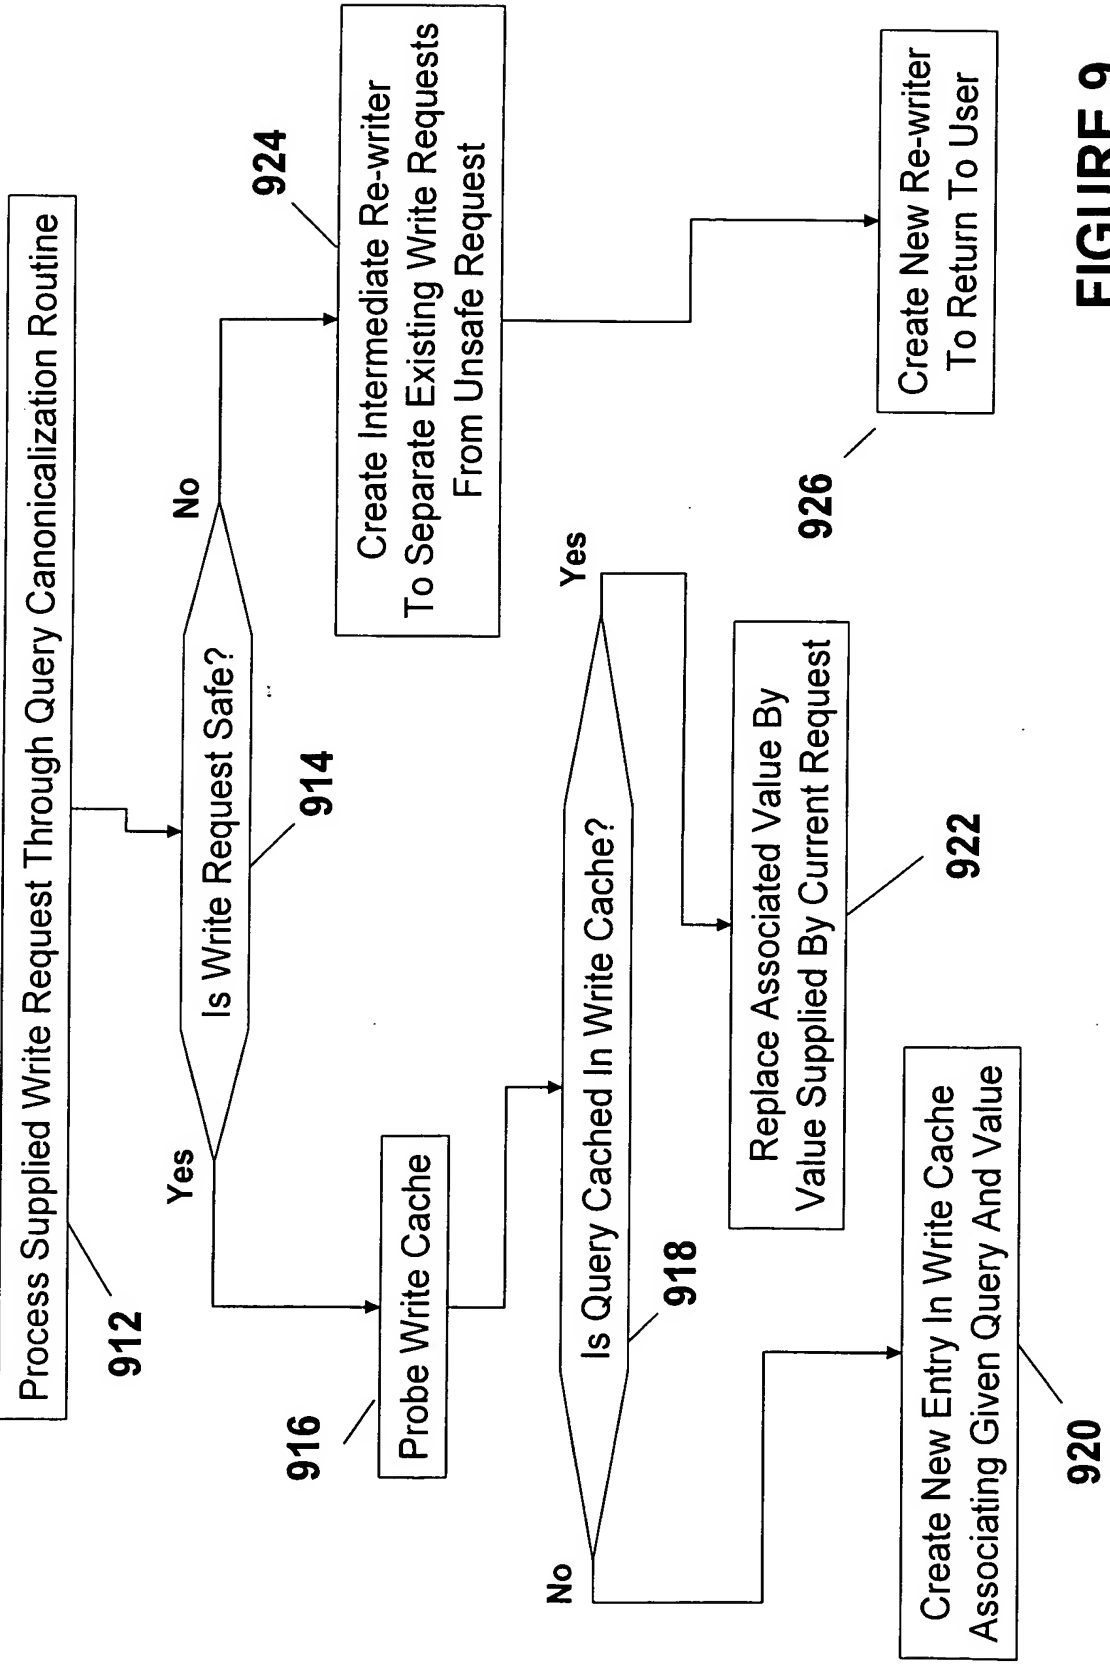 Process Supplied Write Request Through Query Canonicalization Routine
912
Is Write Request Safe?
914
Yes
No
916
Probe Write Cache
924
Create Intermediate Re-writer
To Separate Existing Write Requests
From Unsafe Request
Is Query Cached In Write Cache?
918
No
Yes
Replace Associated Value By
Value Supplied By Current Request
922
926
Create New Re-writer
To Return To User
Create New Entry In Write Cache
Associating Given Query And Value
920
FIGURE 9